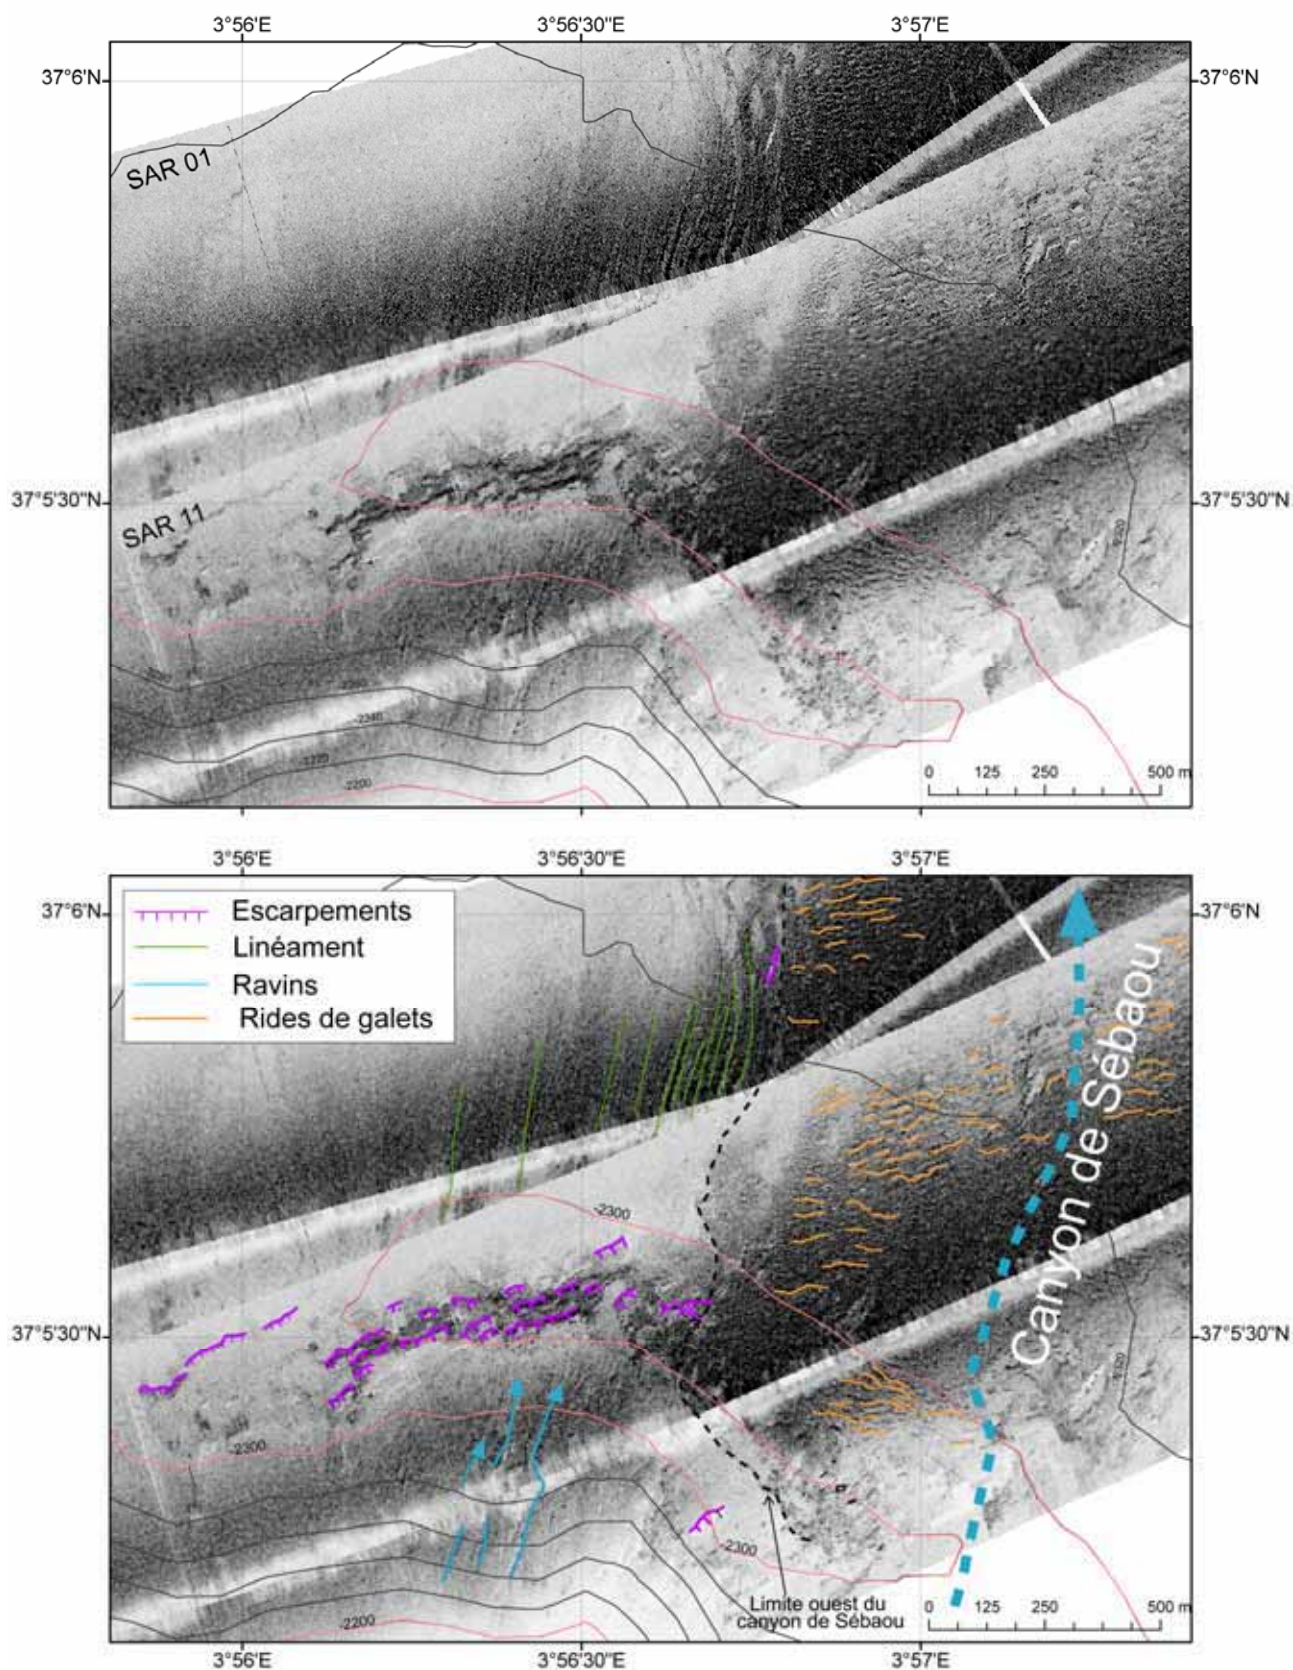 3°56'E
3°56'30"E
3°57'E
37°6'N
37°6'N
SAR 01
37°5'30"N
37°5'30"N
SAR 11
-2240
-2220
-2200
0 125 250 500 m
3°56'E
3°56'30"E
3°57'E
37°6'N
37°6'N
Escarpements
Linéament
Ravins
Rides de galets
Canyon de Sébaou
-2300
37°5'30"N
37°5'30"N
-2300
-2300
Limite ouest du
canyon de Sébaou
-2200
0 125 250 500 m
3°56'E
3°56'30"E
3°57'E